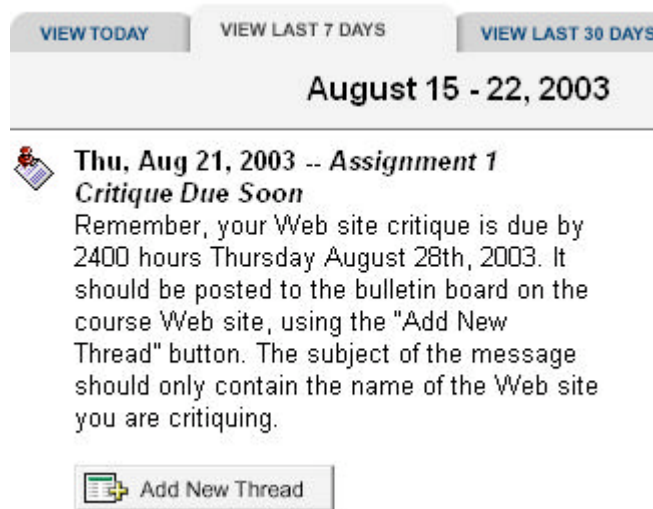 VIEW TODAY
VIEW LAST 7 DAYS
VIEW LAST 30 DAYS
August 15 - 22, 2003
Thu, Aug 21, 2003 -- Assignment 1
Critique Due Soon
Remember, your Web site critique is due by
2400 hours Thursday August 28th, 2003. It
should be posted to the bulletin board on the
course Web site, using the "Add New
Thread" button. The subject of the message
should only contain the name of the Web site
you are critiquing.
Add New Thread